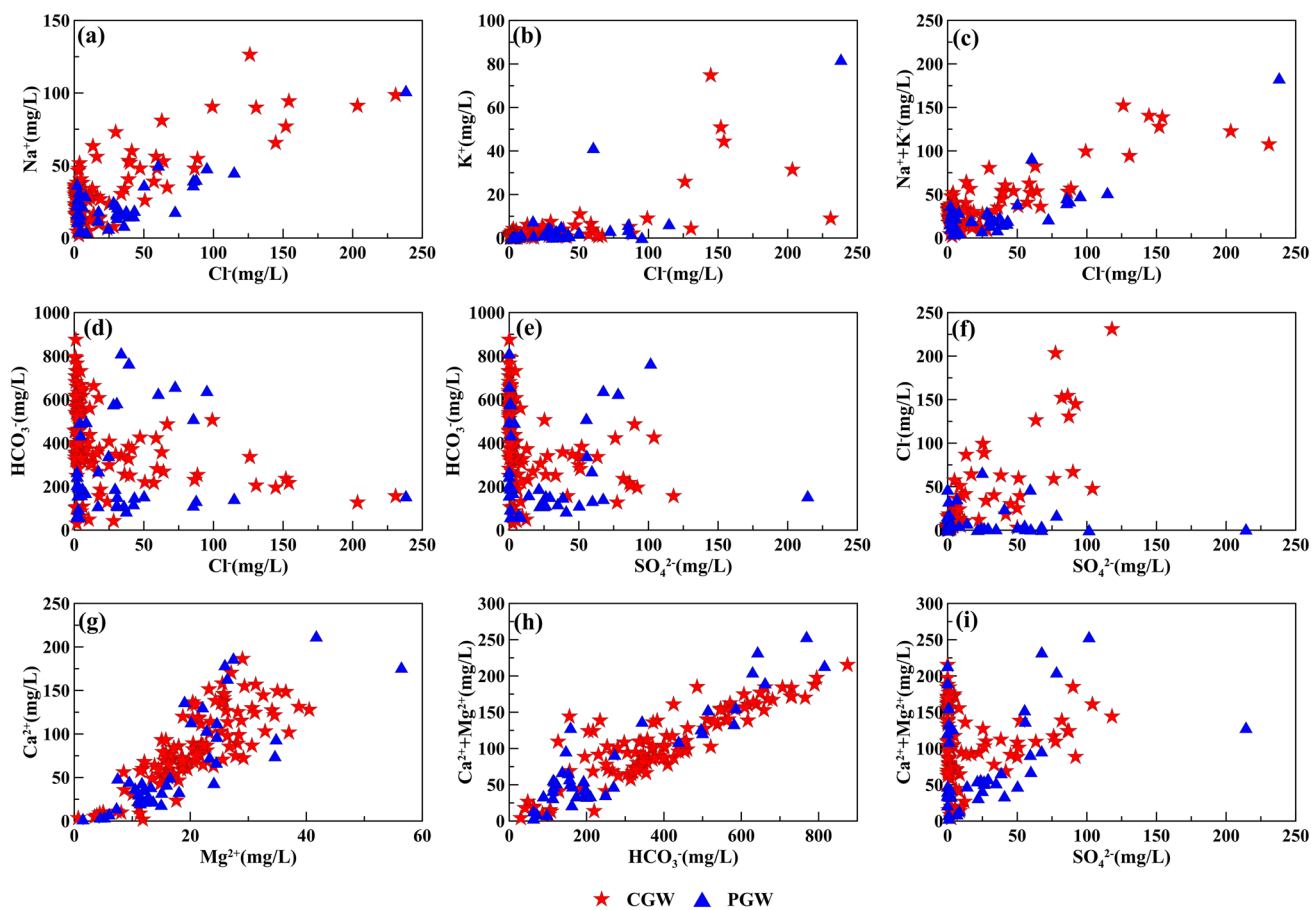 (a)
150
100
50
0
Na⁺(mg/L)
0 50 100 150 200 250
Cl⁻(mg/L)
(b)
100
80
60
40
20
0
K⁺(mg/L)
0 50 100 150 200 250
Cl⁻(mg/L)
(c)
250
200
150
100
50
0
Na⁺+K⁺(mg/L)
0 50 100 150 200 250
Cl⁻(mg/L)
(d)
1000
800
600
400
200
0
HCO₃⁻(mg/L)
0 50 100 150 200 250
Cl⁻(mg/L)
(e)
1000
800
600
400
200
0
HCO₃⁻(mg/L)
0 50 100 150 200 250
SO₄²⁻(mg/L)
(f)
250
200
150
100
50
0
Cl⁻(mg/L)
0 50 100 150 200 250
SO₄²⁻(mg/L)
(g)
250
200
150
100
50
0
Ca²⁺(mg/L)
0 20 40 60
Mg²⁺(mg/L)
(h)
300
250
200
150
100
50
0
Ca²⁺+Mg²⁺(mg/L)
0 200 400 600 800
HCO₃⁻(mg/L)
(i)
300
250
200
150
100
50
0
Ca²⁺+Mg²⁺(mg/L)
0 50 100 150 200 250
SO₄²⁻(mg/L)
CGW PGW